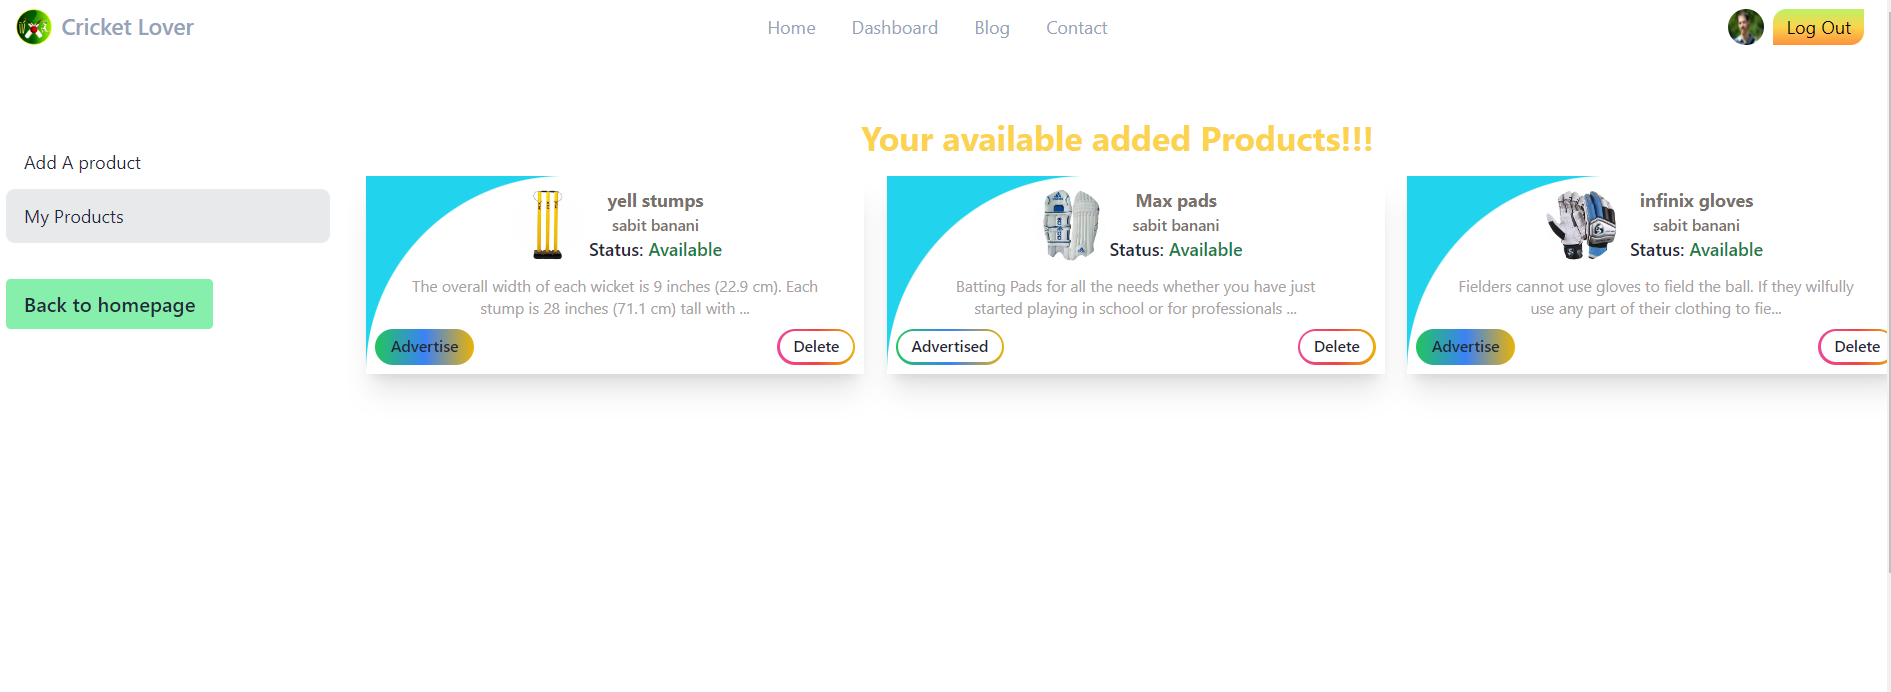 Cricket Lover
Home Dashboard Blog Contact
Log Out
Add A product
My Products
Back to homepage
Your available added Products!!!
yell stumps
sabit banani
Status: Available
The overall width of each wicket is 9 inches (22.9 cm). Each
stump is 28 inches (71.1 cm) tall with ...
Advertise
Delete
Max pads
sabit banani
Status: Available
Batting Pads for all the needs whether you have just
started playing in school or for professionals ...
Advertised
Delete
infinix gloves
sabit banani
Status: Available
Fielders cannot use gloves to field the ball. If they wilfully
use any part of their clothing to fie...
Advertise
Delete